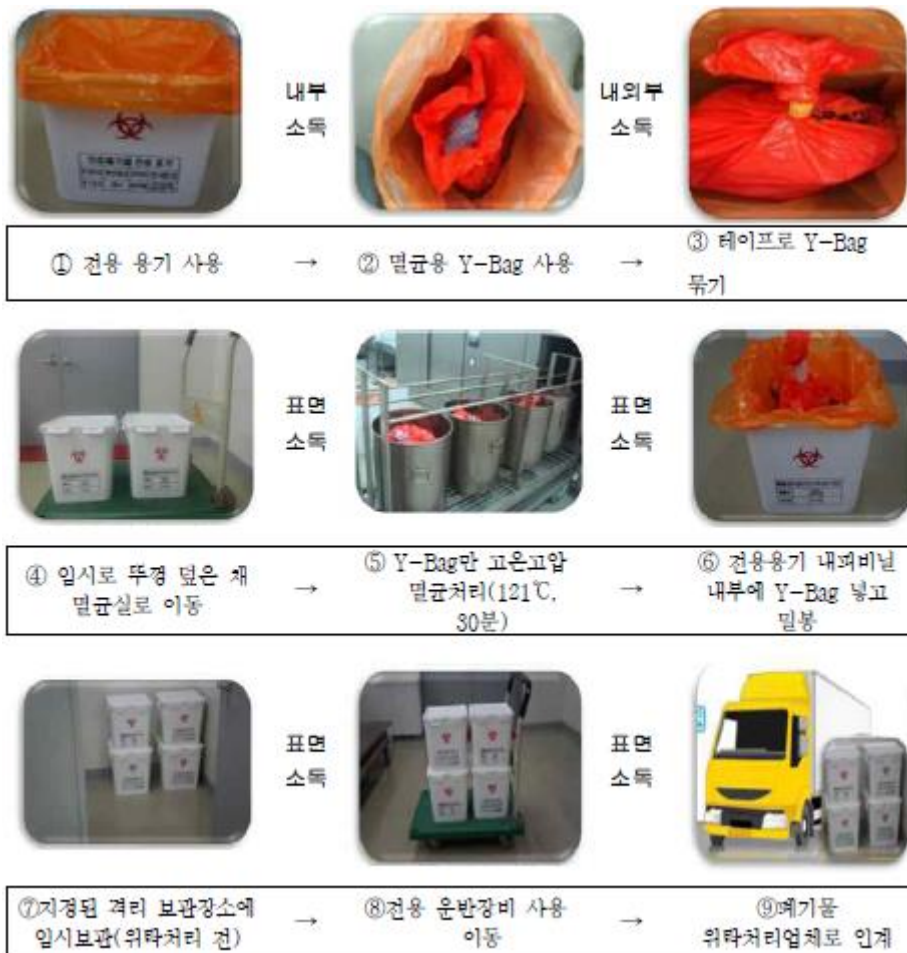 내부
소독
내외부
소독
① 전용 용기 사용
→
② 멸균용 Y-Bag 사용
→
③ 테이프로 Y-Bag
묶기
표면
소독
표면
소독
④ 임시로 뚜껑 덮은 채
멸균실로 이동
→
⑤ Y-Bag만 고온고압
멸균처리(121℃,
30분)
→
⑥ 전용용기 내피비닐
내부에 Y-Bag 넣고
밀봉
표면
소독
표면
소독
⑦지정된 격리 보관장소에
임시보관(위탁처리 전)
→
⑧전용 운반장비 사용
이동
→
⑨폐기물
위탁처리업체로 인계